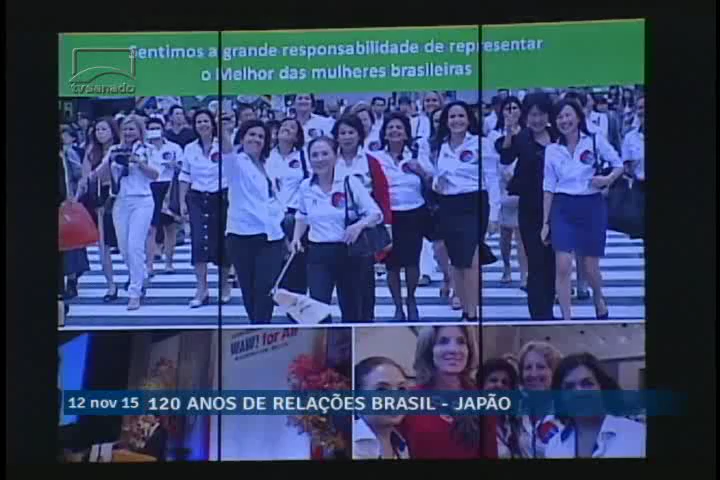 Sentimos a grande responsabilidade de representar
o Melhor das mulheres brasileiras
tvsenado
WAW! for All
12 nov 15 120 ANOS DE RELAÇÕES BRASIL - JAPÃO